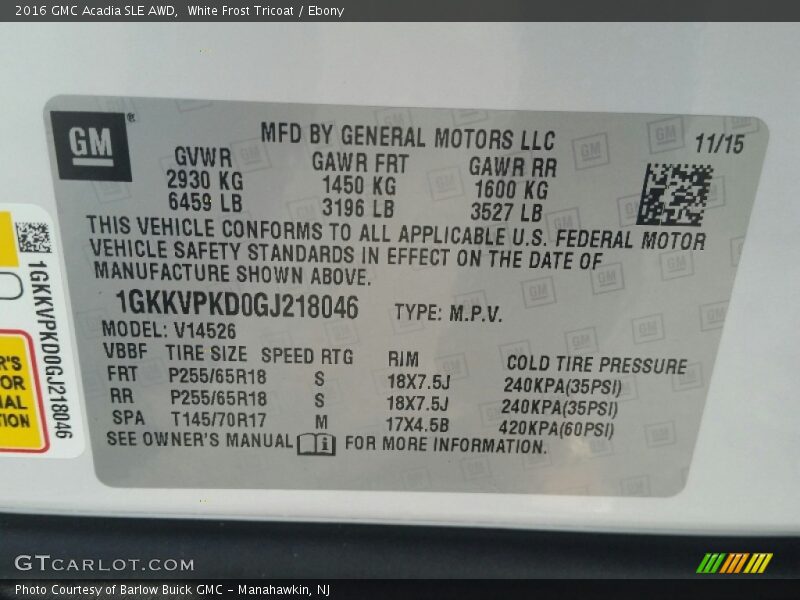 2016 GMC Acadia SLE AWD, White Frost Tricoat / Ebony
GM
®
MFD BY GENERAL MOTORS LLC
11/15
GVWR GAWR FRT GAWR RR
2930 KG 1450 KG 1600 KG
6459 LB 3196 LB 3527 LB
THIS VEHICLE CONFORMS TO ALL APPLICABLE U.S. FEDERAL MOTOR
VEHICLE SAFETY STANDARDS IN EFFECT ON THE DATE OF
MANUFACTURE SHOWN ABOVE.
1GKKVPKD0GJ218046 TYPE: M.P.V.
MODEL: V14526
VBBF TIRE SIZE SPEED RTG RIM COLD TIRE PRESSURE
FRT P255/65R18 S 18X7.5J 240KPA(35PSI)
RR P255/65R18 S 18X7.5J 240KPA(35PSI)
SPA T145/70R17 M 17X4.5B 420KPA(60PSI)
SEE OWNER'S MANUAL FOR MORE INFORMATION.
1GKKVPKD0GJ218046
GTCARLOT.COM
Photo Courtesy of Barlow Buick GMC - Manahawkin, NJ